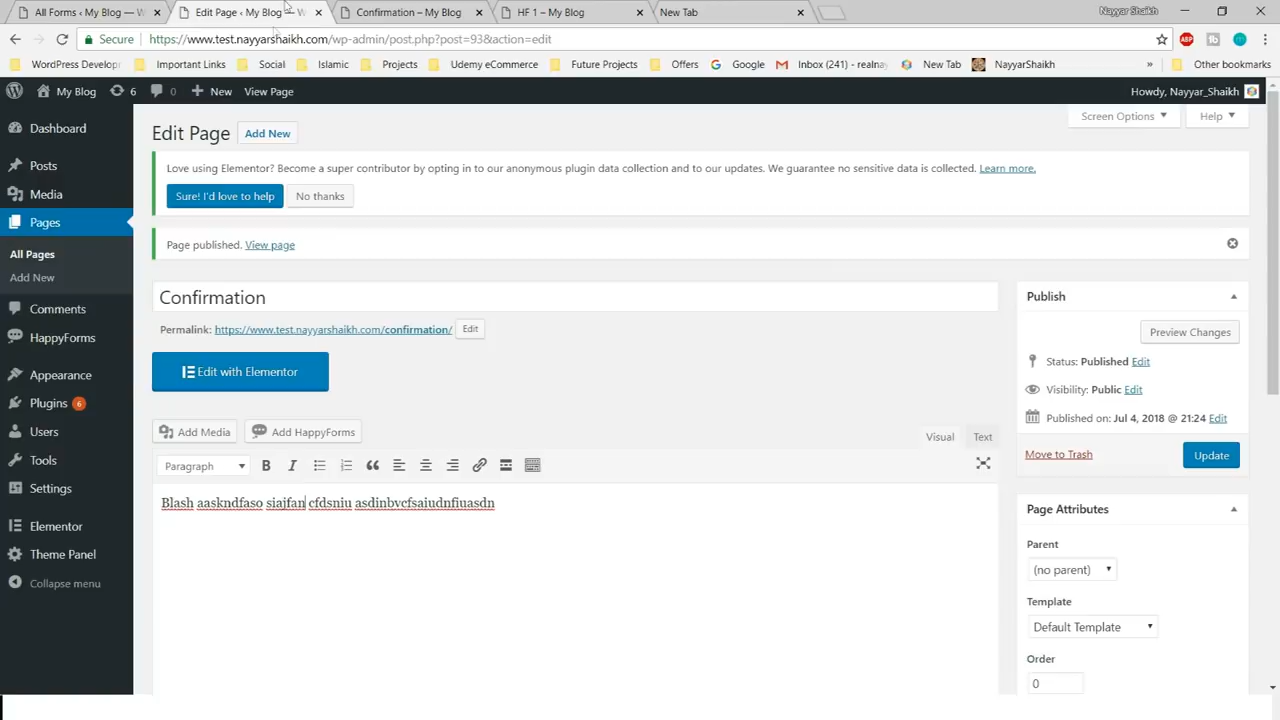 All Forms ‹ My Blog — W
Edit Page ‹ My Blog — W
Confirmation – My Blog
HF 1 – My Blog
New Tab
Nayyar Shaikh
Secure
https://www.test.nayyarshaikh.com/wp-admin/post.php?post=93&action=edit
ABP
WordPress Develop
Important Links
Social
Islamic
Projects
Udemy eCommerce
Future Projects
Offers
Google
Inbox (241) - realnay
New Tab
NayyarShaikh
»
Other bookmarks
My Blog
6
0
+ New
View Page
Howdy, Nayyar_Shaikh
Dashboard
Posts
Media
Pages
All Pages
Add New
Comments
HappyForms
Appearance
Plugins 6
Users
Tools
Settings
Elementor
Theme Panel
Collapse menu
Screen Options
Help
Edit Page
Add New
Love using Elementor? Become a super contributor by opting in to our anonymous plugin data collection and to our updates. We guarantee no sensitive data is collected. Learn more.
Sure! I'd love to help
No thanks
Page published. View page
Confirmation
Permalink: https://www.test.nayyarshaikh.com/confirmation/
Edit
Edit with Elementor
Add Media
Add HappyForms
Visual
Text
Paragraph
B
I
Blash aaskndfaso siajfan cfdsniu asdinbvcfsaiudnfiuasdn
Publish
Preview Changes
Status: Published Edit
Visibility: Public Edit
Published on: Jul 4, 2018 @ 21:24 Edit
Move to Trash
Update
Page Attributes
Parent
(no parent)
Template
Default Template
Order
0